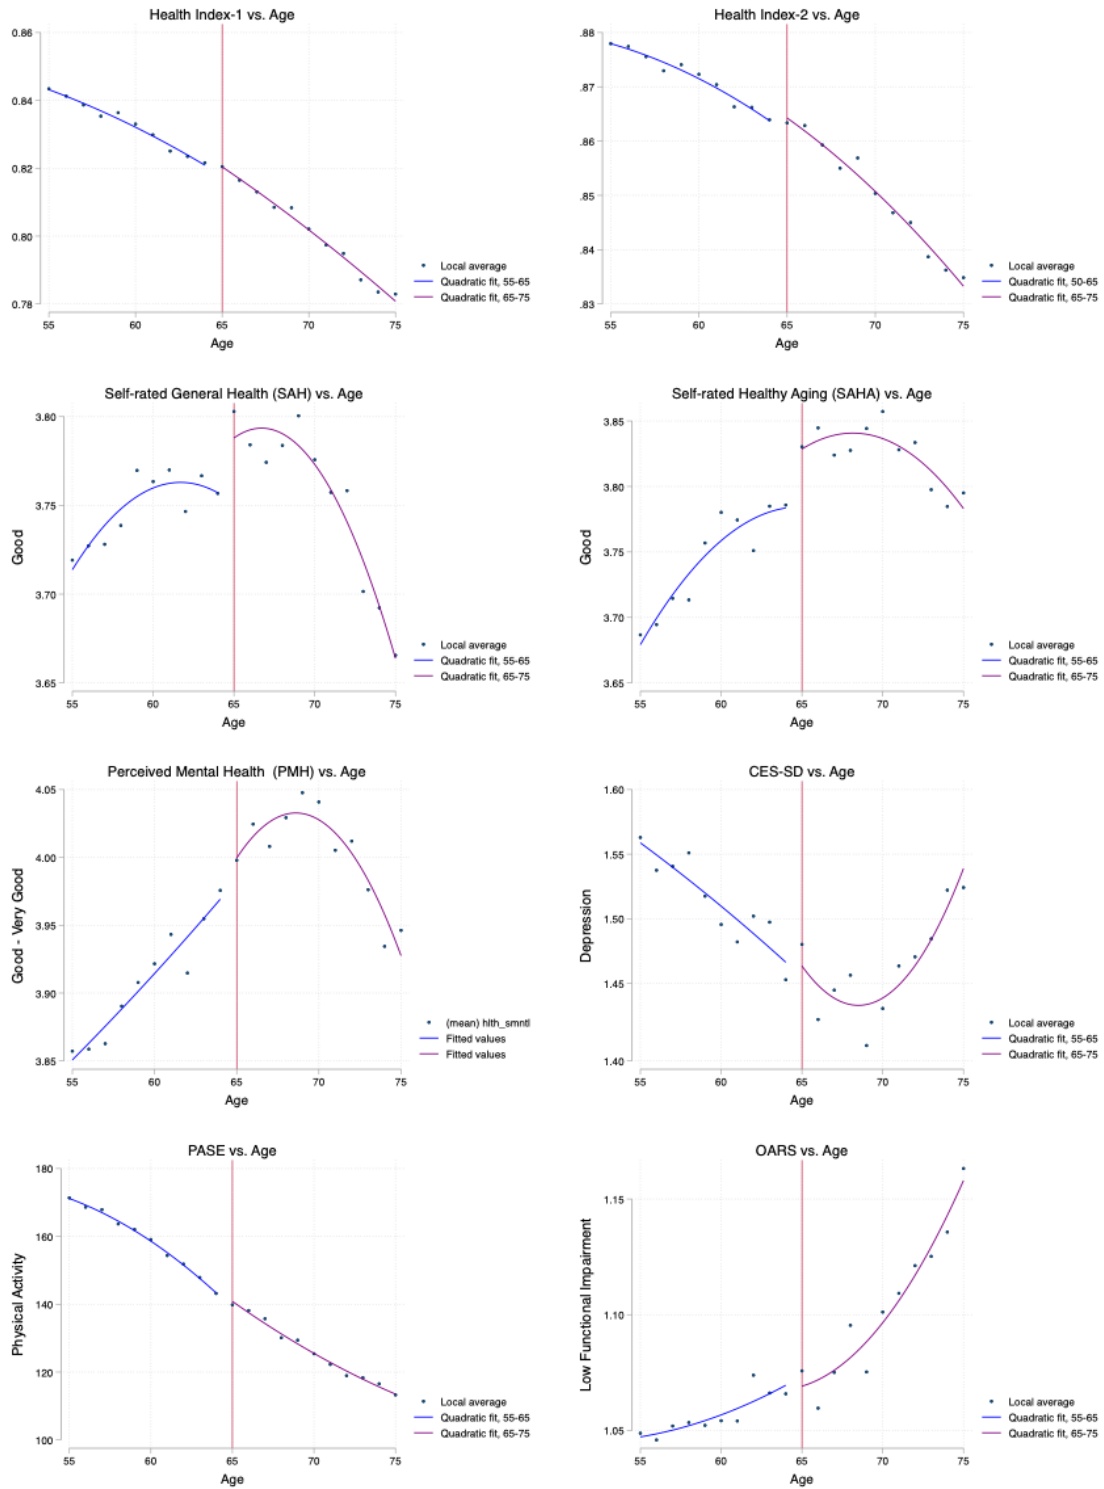 Health Index-1 vs. Age
0.86
0.84
0.82
0.80
0.78
55 60 65 70 75
Age
Local average
Quadratic fit, 55-65
Quadratic fit, 65-75
Health Index-2 vs. Age
.88
.87
.86
.85
.84
.83
55 60 65 70 75
Age
Local average
Quadratic fit, 50-65
Quadratic fit, 65-75
Self-rated General Health (SAH) vs. Age
Good
3.80
3.75
3.70
3.65
55 60 65 70 75
Age
Local average
Quadratic fit, 55-65
Quadratic fit, 65-75
Self-rated Healthy Aging (SAHA) vs. Age
Good
3.85
3.80
3.75
3.70
3.65
55 60 65 70 75
Age
Local average
Quadratic fit, 55-65
Quadratic fit, 65-75
Perceived Mental Health (PMH) vs. Age
Good - Very Good
4.05
4.00
3.95
3.90
3.85
55 60 65 70 75
Age
(mean) hlth_smntl
Fitted values
Fitted values
CES-SD vs. Age
Depression
1.60
1.55
1.50
1.45
1.40
55 60 65 70 75
Age
Local average
Quadratic fit, 55-65
Quadratic fit, 65-75
PASE vs. Age
Physical Activity
180
160
140
120
100
55 60 65 70 75
Age
Local average
Quadratic fit, 55-65
Quadratic fit, 65-75
OARS vs. Age
Low Functional Impairment
1.15
1.10
1.05
55 60 65 70 75
Age
Local average
Quadratic fit, 55-65
Quadratic fit, 65-75